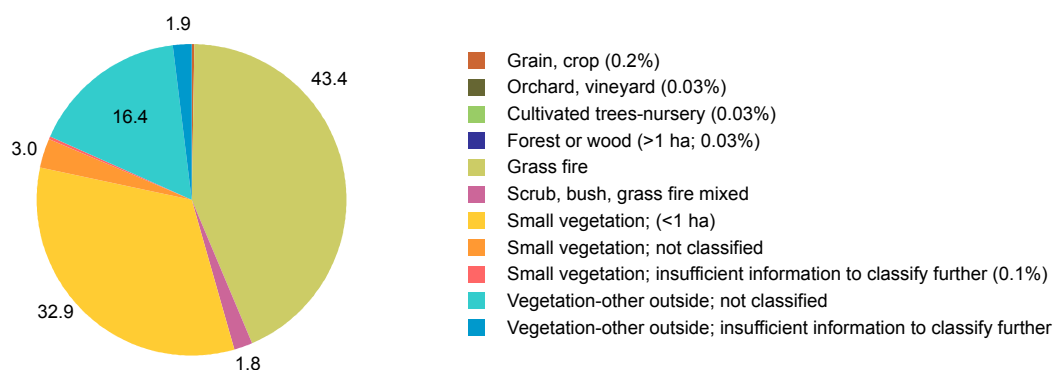 1.9
43.4
16.4
3.0
32.9
1.8
Grain, crop (0.2%)
Orchard, vineyard (0.03%)
Cultivated trees-nursery (0.03%)
Forest or wood (>1 ha; 0.03%)
Grass fire
Scrub, bush, grass fire mixed
Small vegetation; (<1 ha)
Small vegetation; not classified
Small vegetation; insufficient information to classify further (0.1%)
Vegetation-other outside; not classified
Vegetation-other outside; insufficient information to classify further